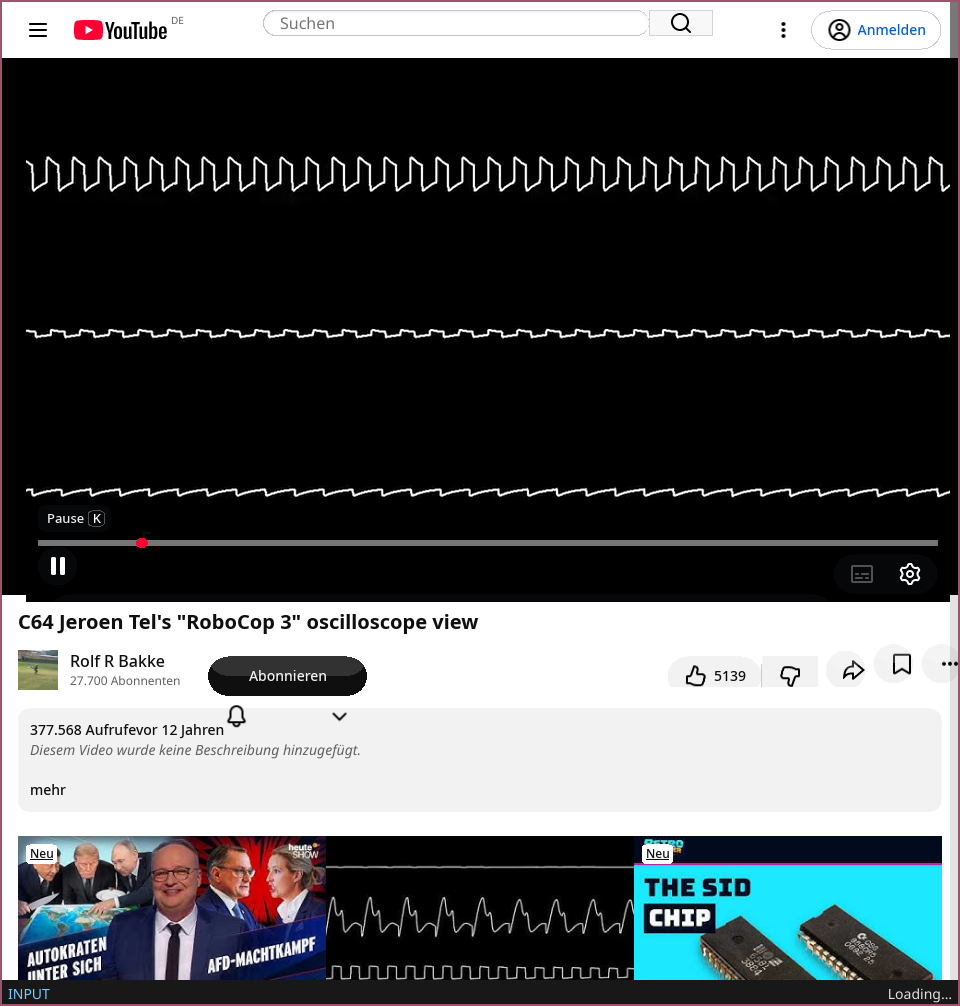 YouTube DE
Suchen
Anmelden
Pause K
C64 Jeroen Tel's "RoboCop 3" oscilloscope view
Rolf R Bakke
27.700 Abonnenten
Abonnieren
5139
377.568 Aufrufevor 12 Jahren
Diesem Video wurde keine Beschreibung hinzugefügt.
mehr
Neu
heute
SHOW
AUTOKRATEN
UNTER SICH
AFD-MACHTKAMPF
Neu
RETRO
THE SID
CHIP
INPUT
Loading...